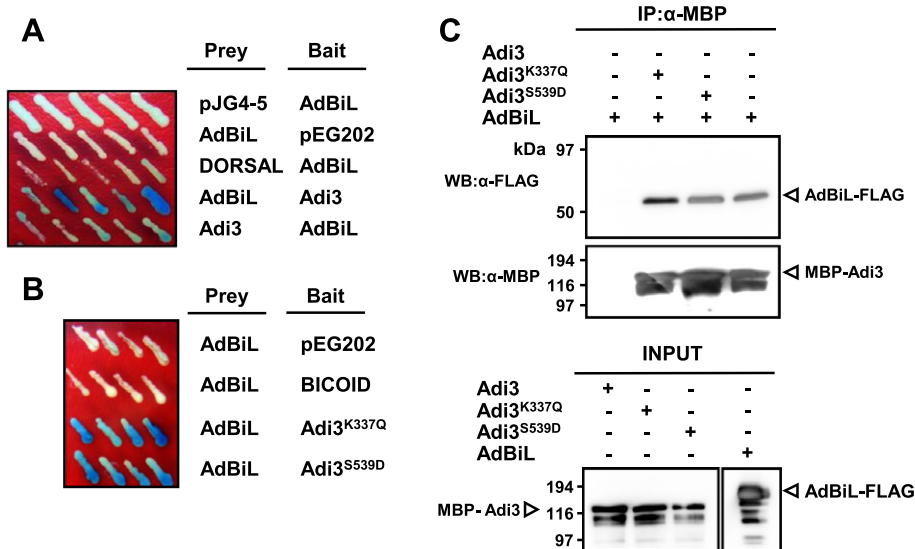 A
Prey Bait
pJG4-5 AdBiL
AdBiL pEG202
DORSAL AdBiL
AdBiL Adi3
Adi3 AdBiL
B
Prey Bait
AdBiL pEG202
AdBiL BICOID
AdBiL Adi3K337Q
AdBiL Adi3S539D
C
IP:α-MBP
Adi3 - - - -
Adi3K337Q - + - -
Adi3S539D - - + -
AdBiL + + + +
kDa 97
WB:α-FLAG
AdBiL-FLAG
50
194
WB:α-MBP 116
MBP-Adi3
97
INPUT
Adi3 + - - -
Adi3K337Q - + - -
Adi3S539D - - + -
AdBiL - - - +
194
AdBiL-FLAG
MBP- Adi3 116
97